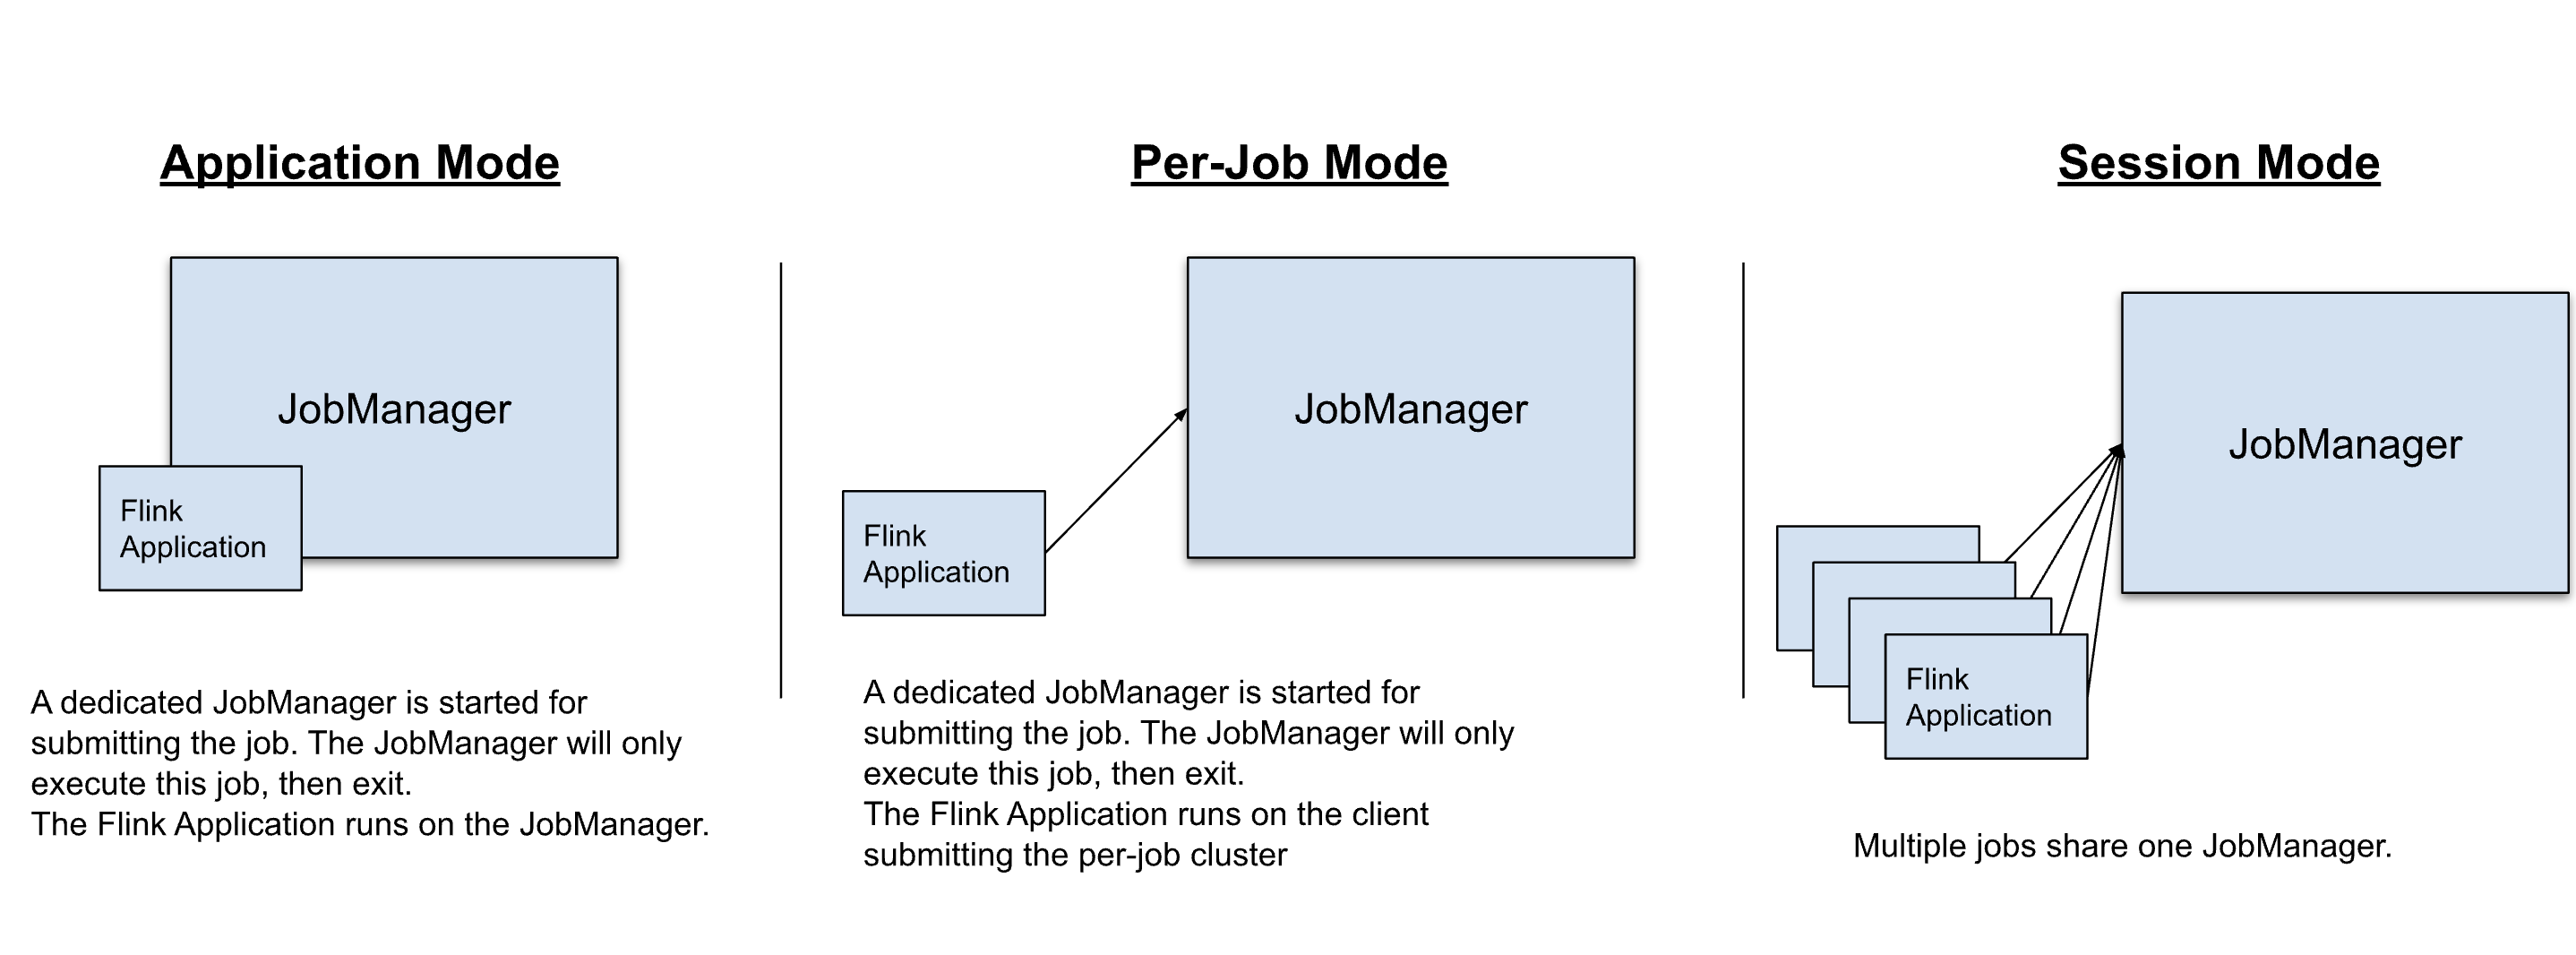 Application Mode
JobManager
Flink
Application
A dedicated JobManager is started for
submitting the job. The JobManager will only
execute this job, then exit.
The Flink Application runs on the JobManager.
Per-Job Mode
JobManager
Flink
Application
A dedicated JobManager is started for
submitting the job. The JobManager will only
execute this job, then exit.
The Flink Application runs on the client
submitting the per-job cluster
Session Mode
JobManager
Flink
Application
Multiple jobs share one JobManager.